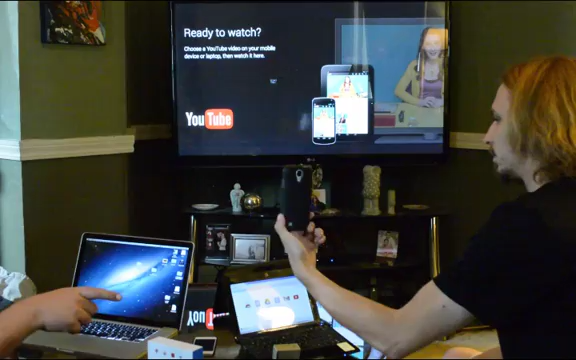 Ready to watch?
Choose a YouTube video on your mobile
device or laptop, then watch it here.
YouTube